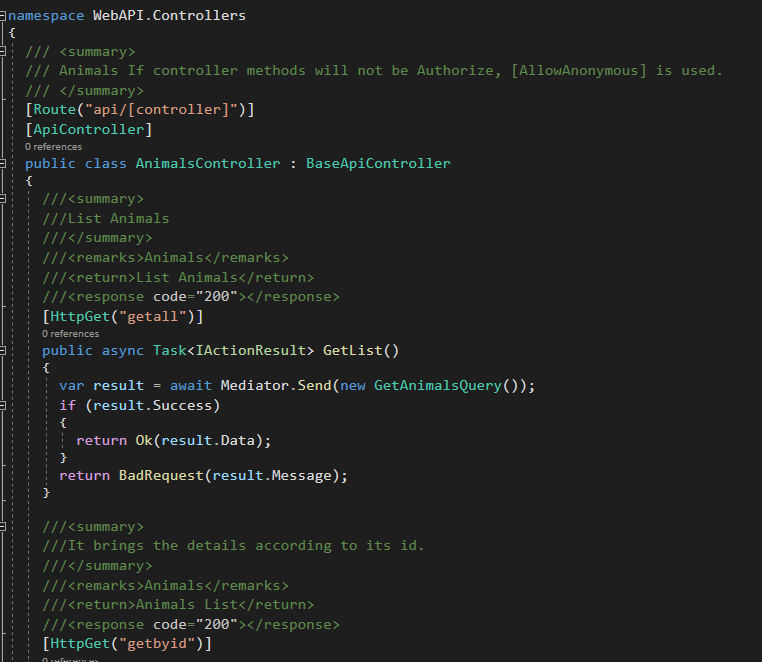 namespace WebAPI.Controllers
{
/// <summary>
/// Animals If controller methods will not be Authorize, [AllowAnonymous] is used.
/// </summary>
[Route("api/[controller]")]
[ApiController]
0 references
public class AnimalsController : BaseApiController
{
///<summary>
///List Animals
///</summary>
///<remarks>Animals</remarks>
///<return>List Animals</return>
///<response code="200"></response>
[HttpGet("getall")]
0 references
public async Task<IActionResult> GetList()
{
var result = await Mediator.Send(new GetAnimalsQuery());
if (result.Success)
{
return Ok(result.Data);
}
return BadRequest(result.Message);
}
///<summary>
///It brings the details according to its id.
///</summary>
///<remarks>Animals</remarks>
///<return>Animals List</return>
///<response code="200"></response>
[HttpGet("getbyid")]
0 references